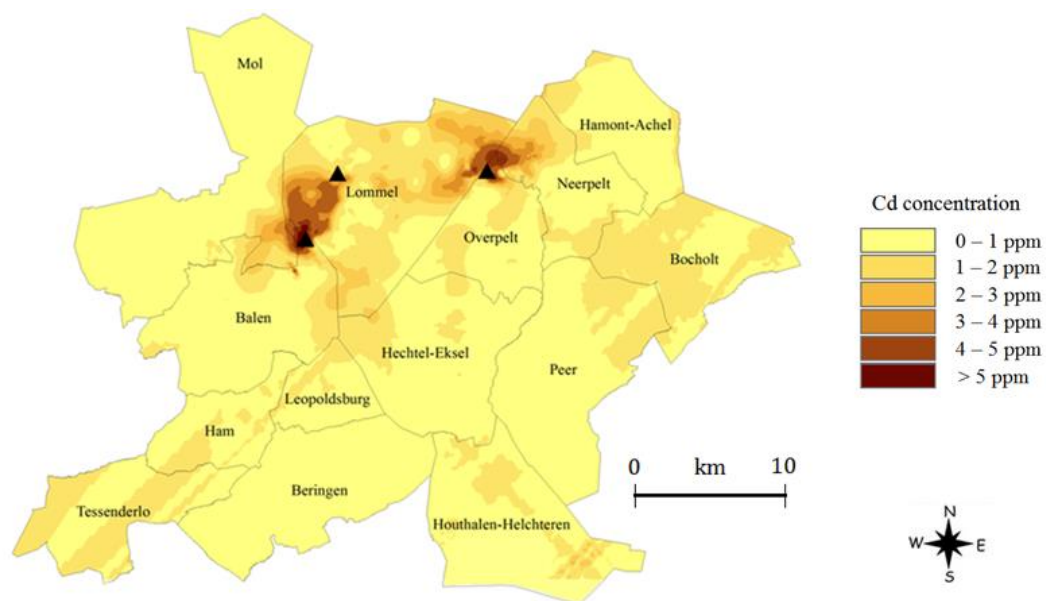 Mol
Hamont-Achel
Lommel
Neerpelt
Overpelt
Bocholt
Balen
Hechtel-Eksel
Peer
Leopoldsburg
Ham
Beringen
Tessenderlo
Houthalen-Helchteren
Cd concentration
0 – 1 ppm
1 – 2 ppm
2 – 3 ppm
3 – 4 ppm
4 – 5 ppm
> 5 ppm
0 km 10
N
W E
S